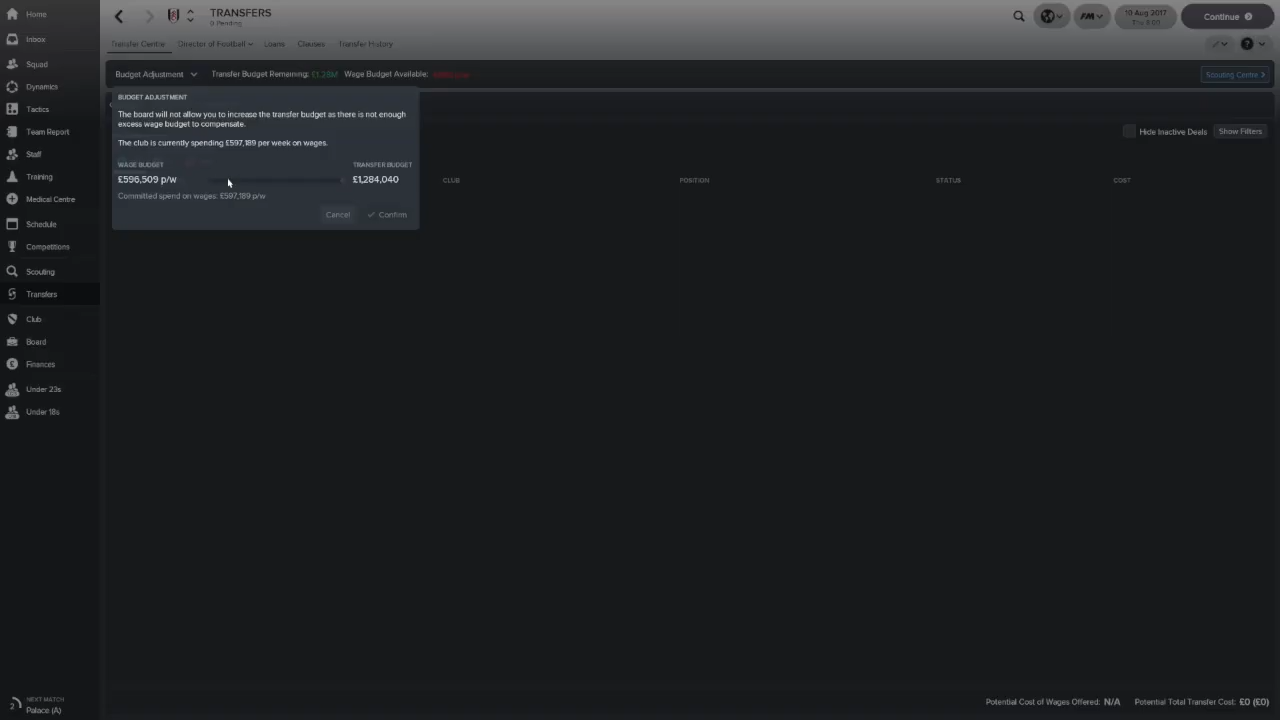 Home
TRANSFERS
0 Pending
10 Aug 2017
Thu 8:00
Continue
Inbox
Transfer Centre
Director of Football
Loans
Clauses
Transfer History
Squad
Budget Adjustment
Transfer Budget Remaining: £1.28M
Wage Budget Available:
Scouting Centre >
Dynamics
BUDGET ADJUSTMENT
Tactics
The board will not allow you to increase the transfer budget as there is not enough
excess wage budget to compensate.
Team Report
Hide Inactive Deals
Show Filters
The club is currently spending £597,189 per week on wages.
Staff
WAGE BUDGET
TRANSFER BUDGET
Training
£596,509 p/w
£1,284,040
CLUB
POSITION
STATUS
COST
Medical Centre
Committed spend on wages: £597,189 p/w
Cancel
Confirm
Schedule
Competitions
Scouting
Transfers
Club
Board
Finances
Under 23s
Under 18s
NEXT MATCH
2
Palace (A)
Potential Cost of Wages Offered: N/A
Potential Total Transfer Cost: £0 (£0)